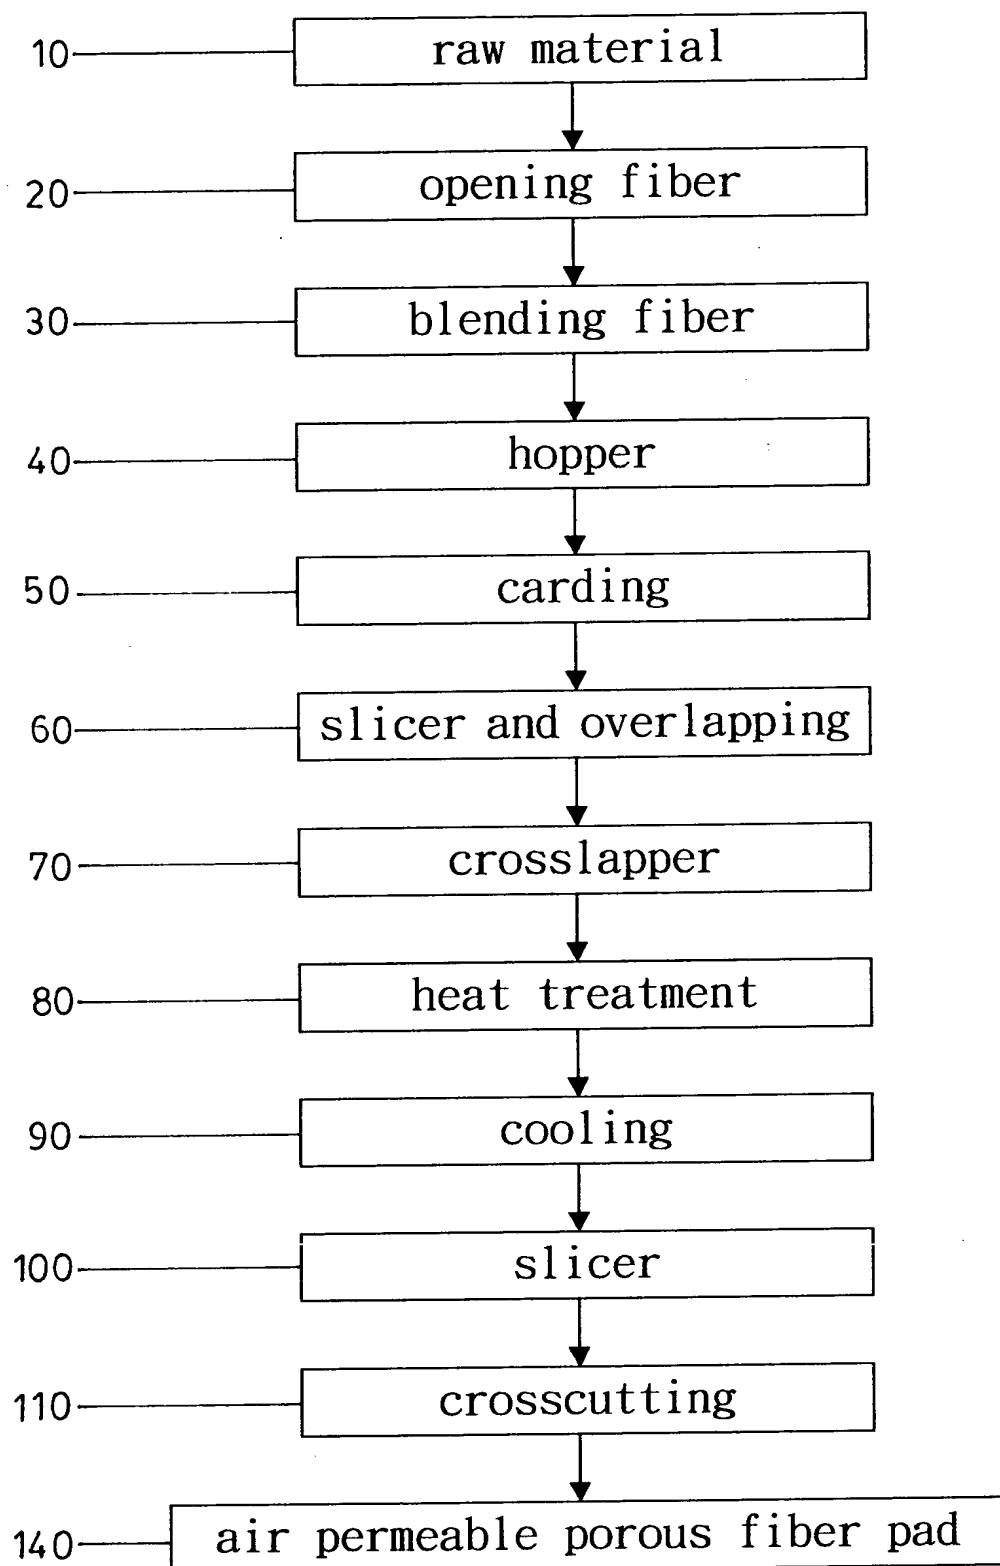 10 raw material
20 opening fiber
30 blending fiber
40 hopper
50 carding
60 slicer and overlapping
70 crosslapper
80 heat treatment
90 cooling
100 slicer
110 crosscutting
140 air permeable porous fiber pad